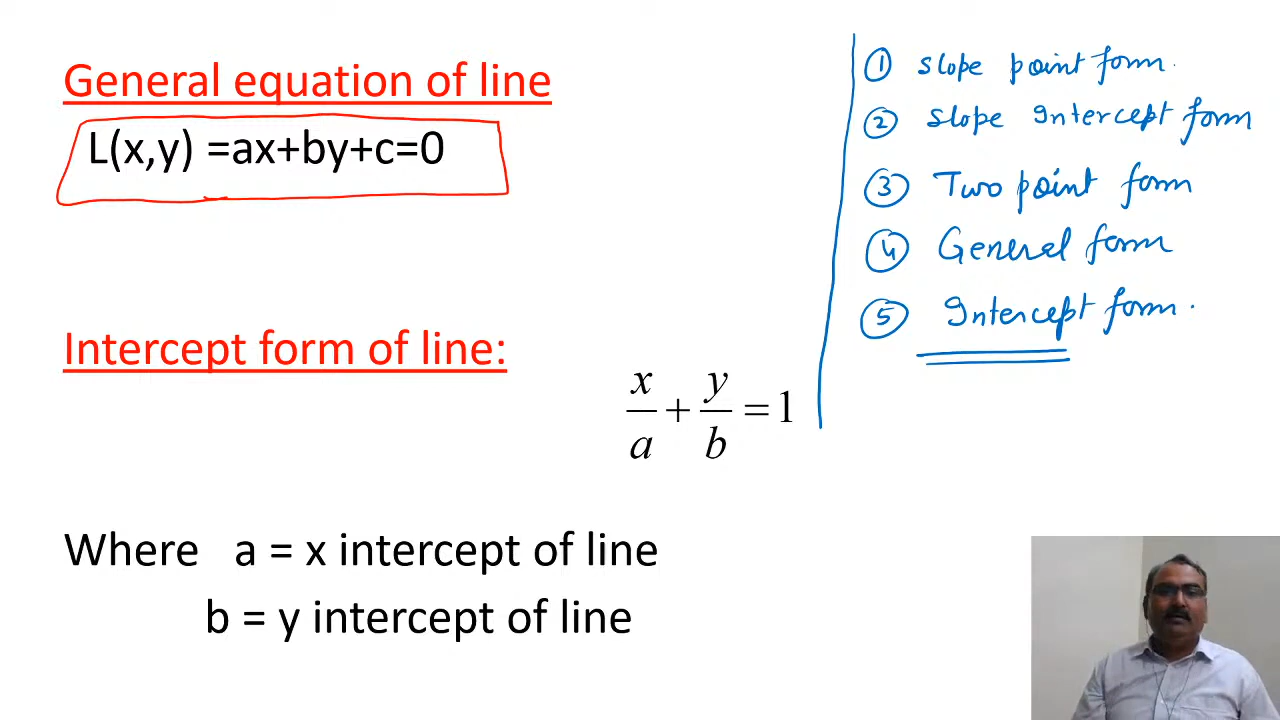 General equation of line
L(x,y) =ax+by+c=0
Intercept form of line:
x/a + y/b = 1
Where a = x intercept of line
b = y intercept of line
① Slope point form.
② Slope Intercept form
③ Two point form
④ General form
⑤ Intercept form.